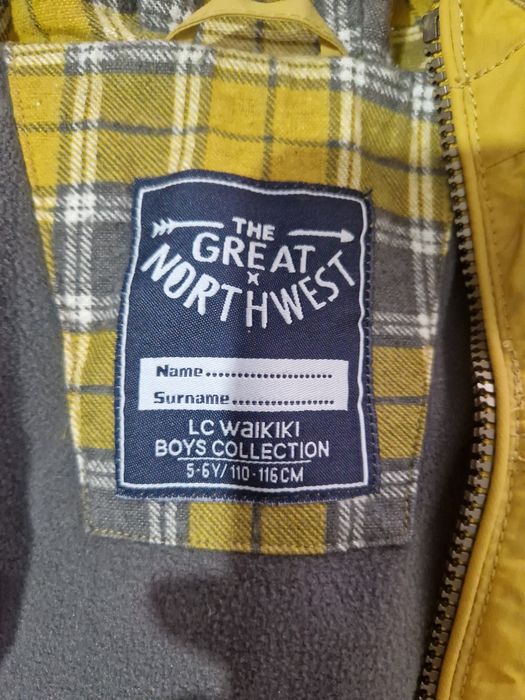 THE
GREAT
x
NORTHWEST
Name..........................
Surname....................
LC WaIKIKI
BOYS COLLECTION
5-6Y/110-116CM